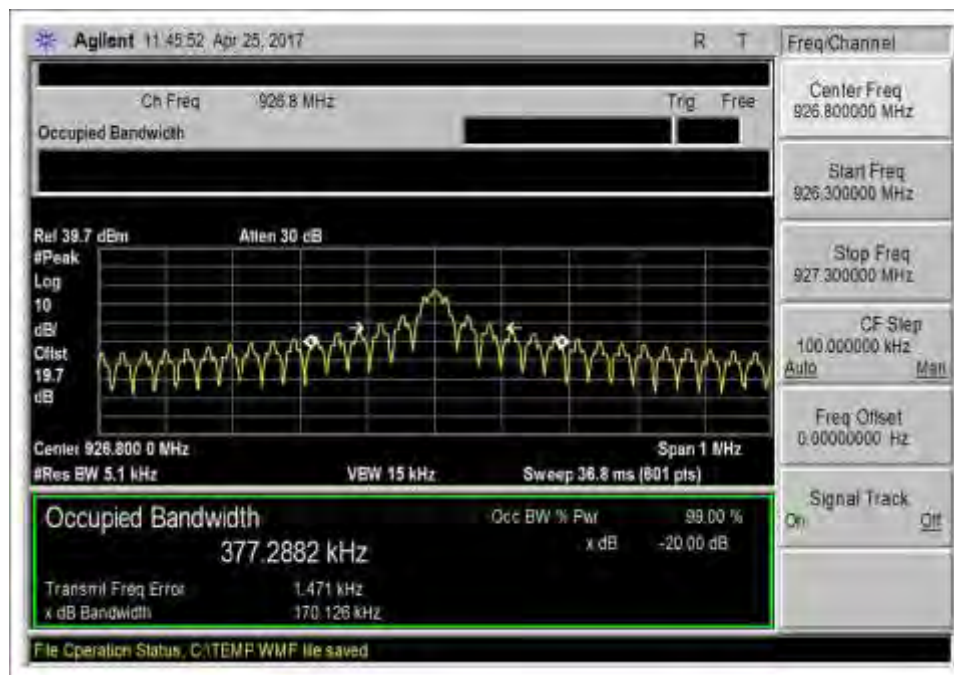 Agilent 11:45:52 Apr 25, 2017 R T
Freq/Channel
Ch Freq 926.8 MHz Trig Free
Occupied Bandwidth
Center Freq
926.800000 MHz
Start Freq
926.300000 MHz
Stop Freq
927.300000 MHz
CF Step
100.000000 kHz
Auto Man
Freq Offset
0.00000000 Hz
Signal Track
On Off
Ref 39.7 dBm Atten 30 dB
#Peak
Log
10
dB/
Offst
19.7
dB
Center 926.800 0 MHz Span 1 MHz
#Res BW 5.1 kHz VBW 15 kHz Sweep 36.8 ms (601 pts)
Occupied Bandwidth Occ BW % Pwr 99.00 %
377.2882 kHz x dB -20.00 dB
Transmit Freq Error 1.471 kHz
x dB Bandwidth 170.126 kHz
File Operation Status, C:\TEMP.WMF file saved